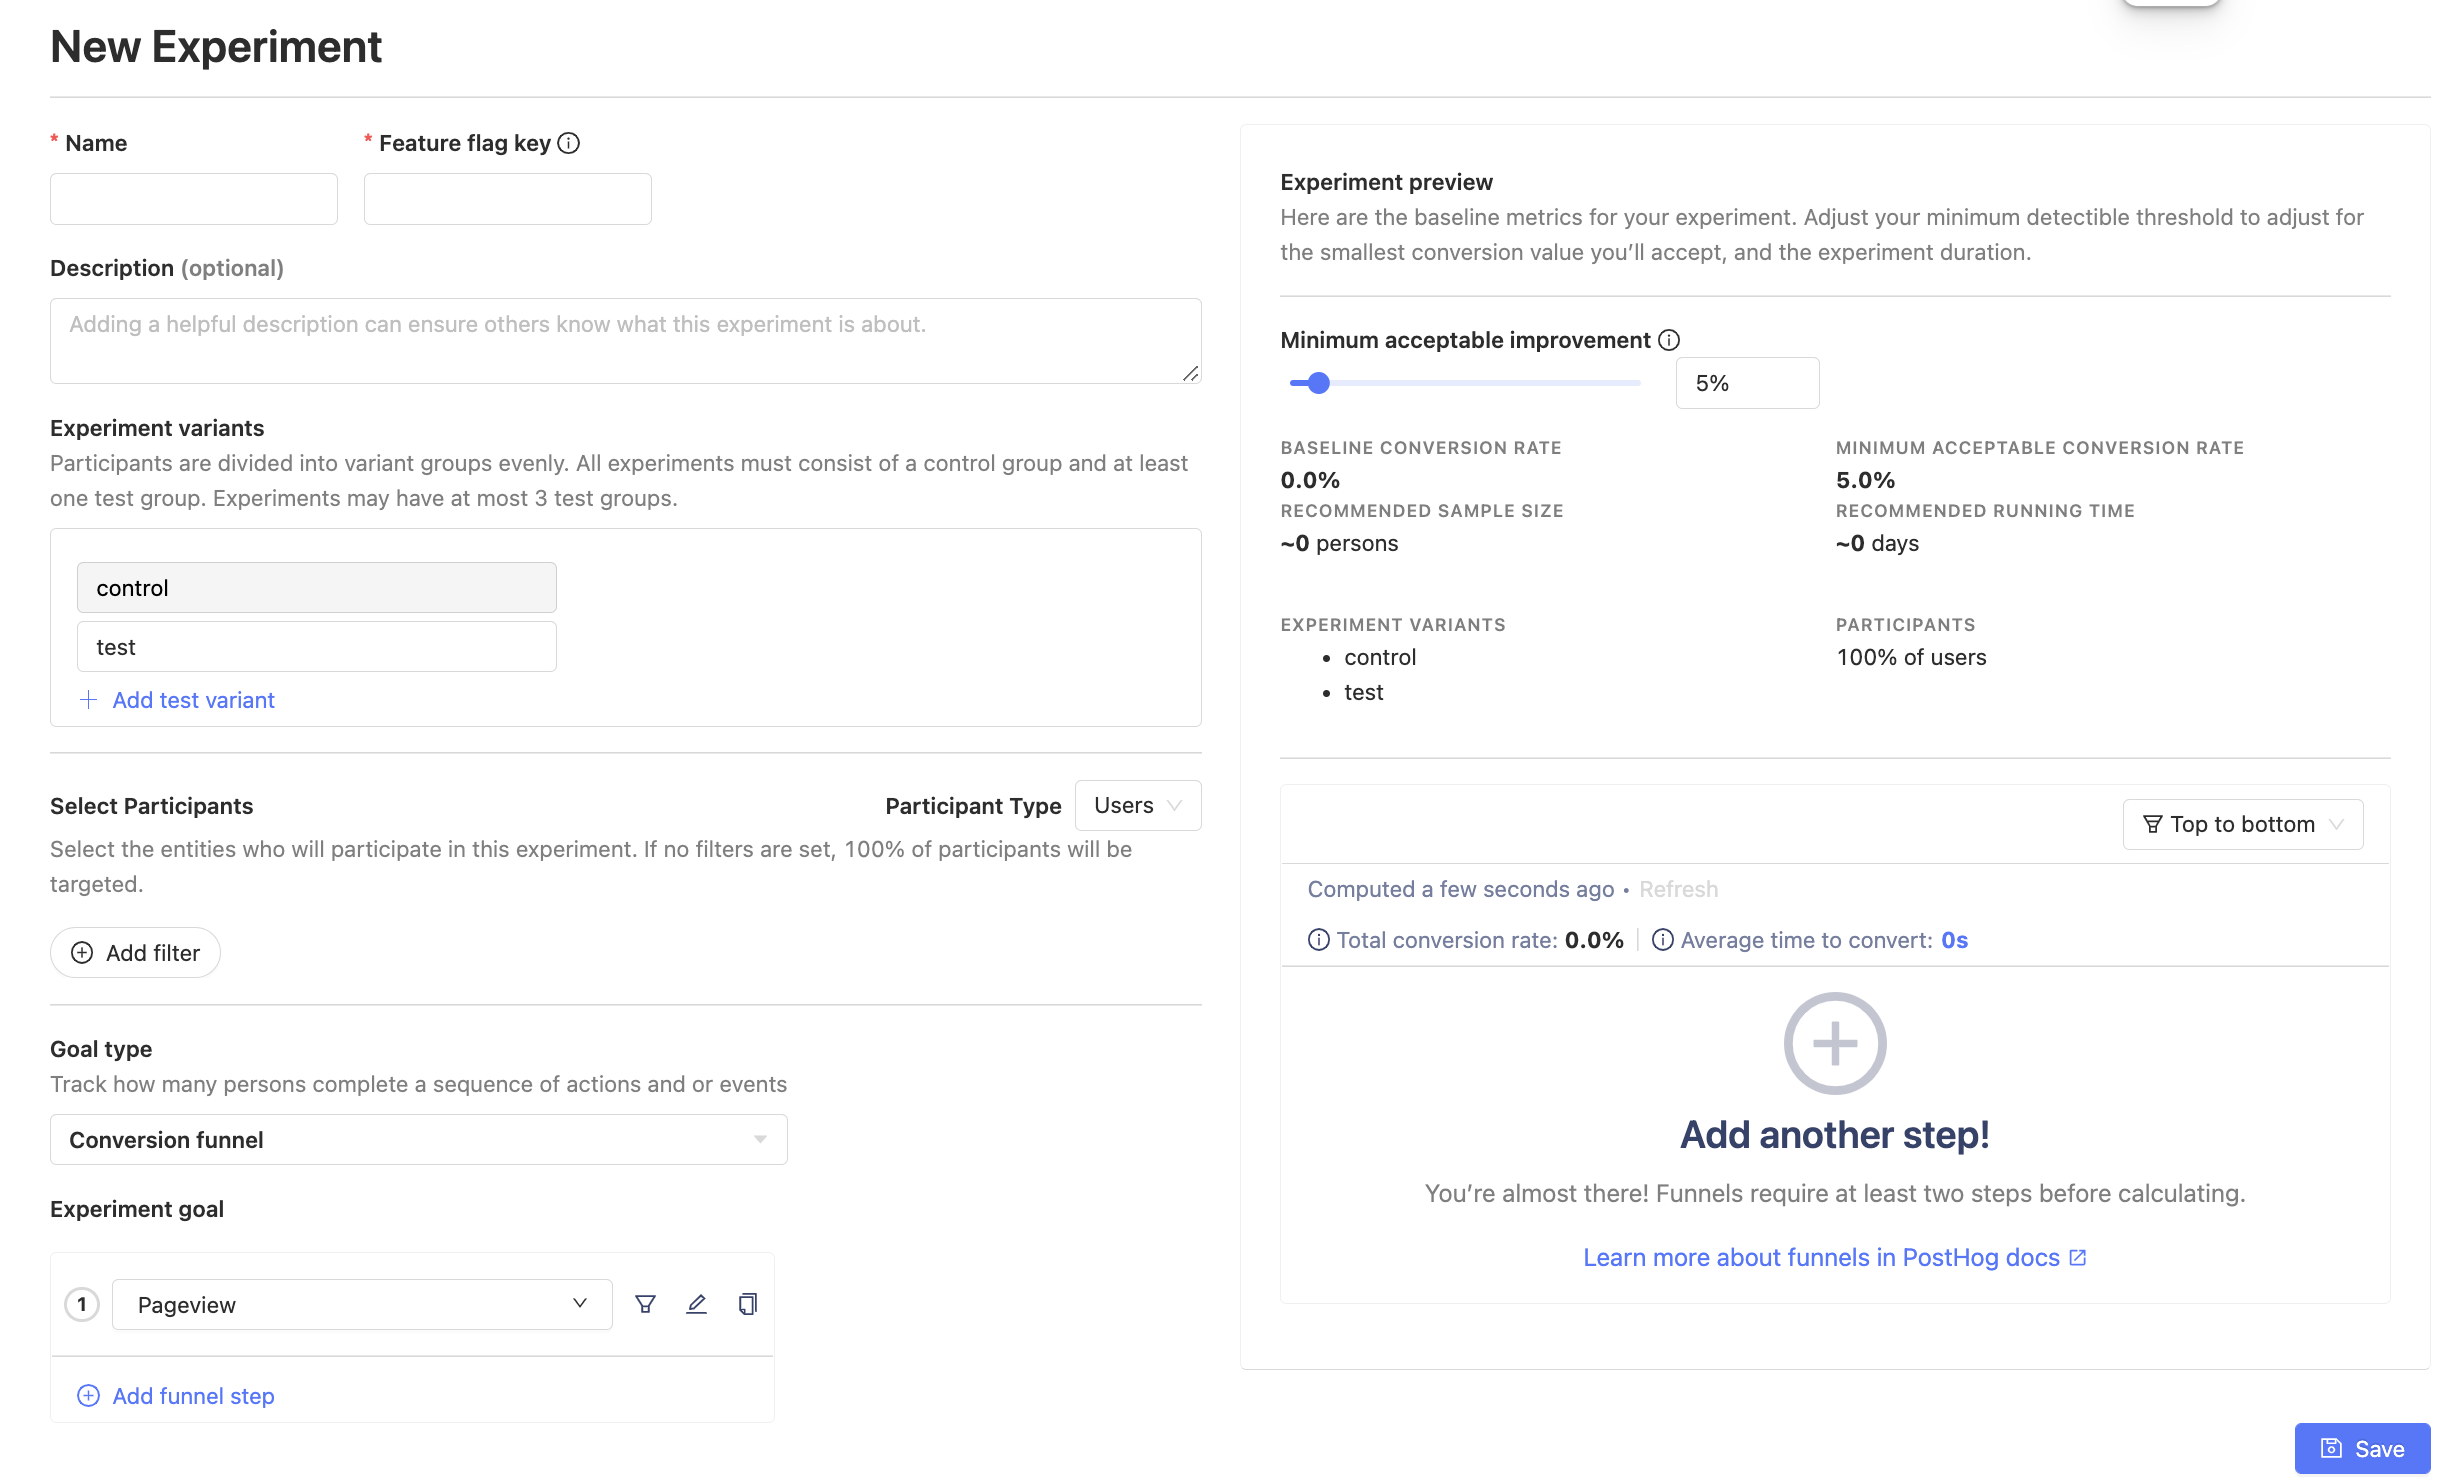 New Experiment
* Name
* Feature flag key
Description (optional)
Adding a helpful description can ensure others know what this experiment is about.
Experiment variants
Participants are divided into variant groups evenly. All experiments must consist of a control group and at least
one test group. Experiments may have at most 3 test groups.
control
test
Add test variant
Select Participants
Participant Type
Users
Select the entities who will participate in this experiment. If no filters are set, 100% of participants will be
targeted.
Add filter
Goal type
Track how many persons complete a sequence of actions and or events
Conversion funnel
Experiment goal
1
Pageview
Add funnel step
Experiment preview
Here are the baseline metrics for your experiment. Adjust your minimum detectible threshold to adjust for
the smallest conversion value you’ll accept, and the experiment duration.
Minimum acceptable improvement
5%
BASELINE CONVERSION RATE
0.0%
MINIMUM ACCEPTABLE CONVERSION RATE
5.0%
RECOMMENDED SAMPLE SIZE
~0 persons
RECOMMENDED RUNNING TIME
~0 days
EXPERIMENT VARIANTS
• control
• test
PARTICIPANTS
100% of users
Top to bottom
Computed a few seconds ago • Refresh
Total conversion rate: 0.0%
Average time to convert: 0s
Add another step!
You’re almost there! Funnels require at least two steps before calculating.
Learn more about funnels in PostHog docs
Save